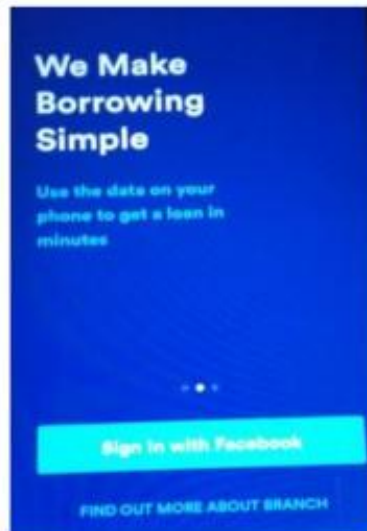 We Make
Borrowing
Simple
Use the data on your
phone to get a loan in
minutes
Sign in with Facebook
FIND OUT MORE ABOUT BRANCH